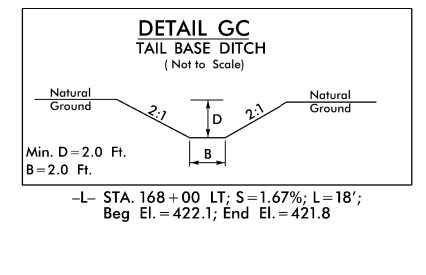 DETAIL GC
TAIL BASE DITCH
( Not to Scale)
Natural
Ground
2:1
D
2:1
Natural
Ground
B
Min. D=2.0 Ft.
B=2.0 Ft.
-L- STA. 168+00 LT; S=1.67%; L=18';
Beg El.=422.1; End El.=421.8